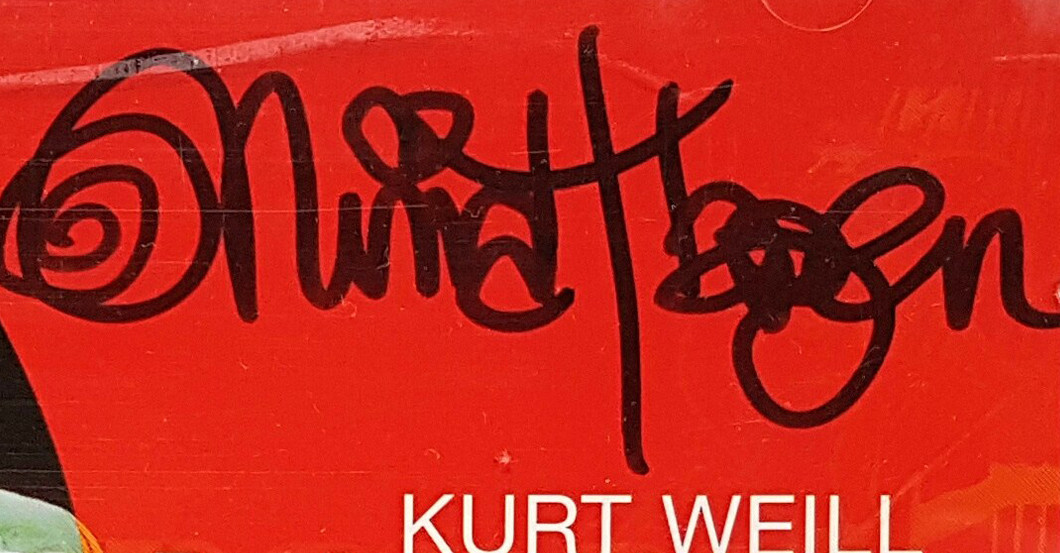 Nina Hagen
KURT WEILL